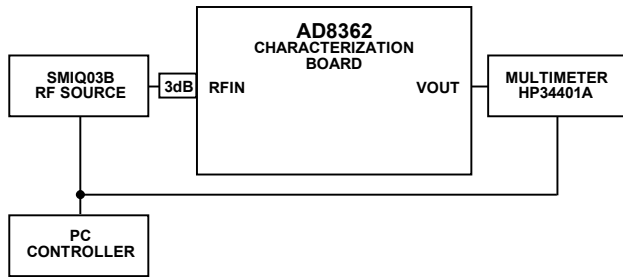 AD8362
CHARACTERIZATION
BOARD
SMIQ03B
RF SOURCE
3dB
RFIN
VOUT
MULTIMETER
HP34401A
PC
CONTROLLER